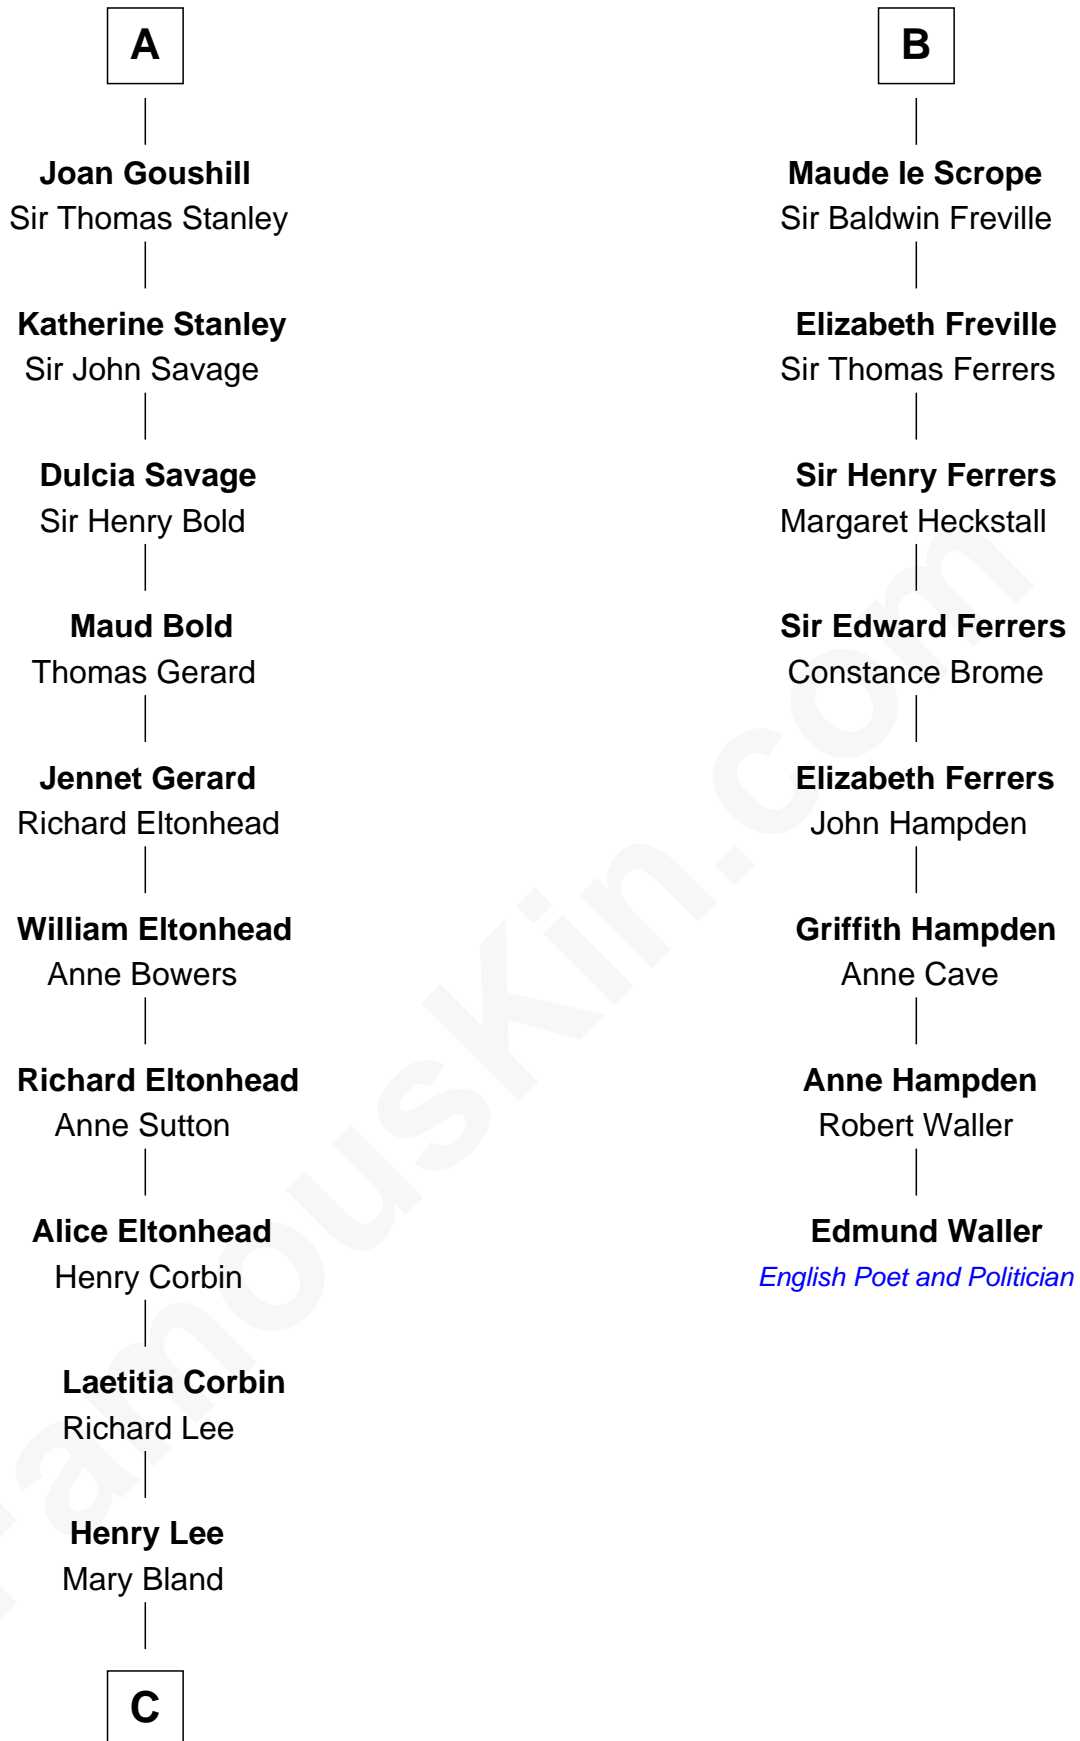 A
Joan Goushill
Sir Thomas Stanley
Katherine Stanley
Sir John Savage
Dulcia Savage
Sir Henry Bold
Maud Bold
Thomas Gerard
Jennet Gerard
Richard Eltonhead
William Eltonhead
Anne Bowers
Richard Eltonhead
Anne Sutton
Alice Eltonhead
Henry Corbin
Laetitia Corbin
Richard Lee
Henry Lee
Mary Bland
C
B
Maude le Scrope
Sir Baldwin Freville
Elizabeth Freville
Sir Thomas Ferrers
Sir Henry Ferrers
Margaret Heckstall
Sir Edward Ferrers
Constance Brome
Elizabeth Ferrers
John Hampden
Griffith Hampden
Anne Cave
Anne Hampden
Robert Waller
Edmund Waller
English Poet and Politician
FamousKin.com